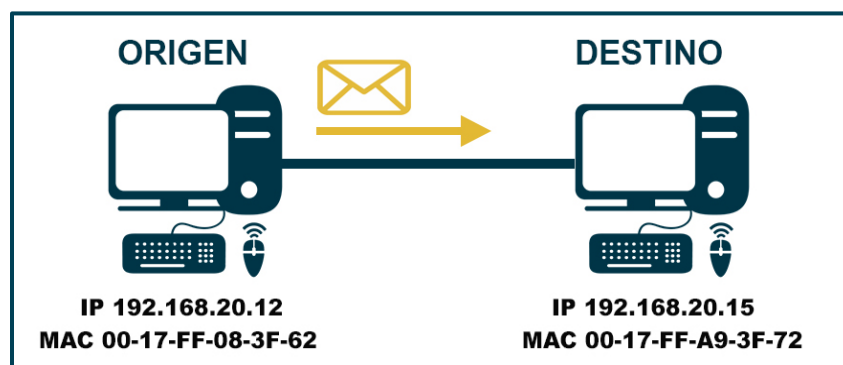 ORIGEN
DESTINO
IP 192.168.20.12
MAC 00-17-FF-08-3F-62
IP 192.168.20.15
MAC 00-17-FF-A9-3F-72